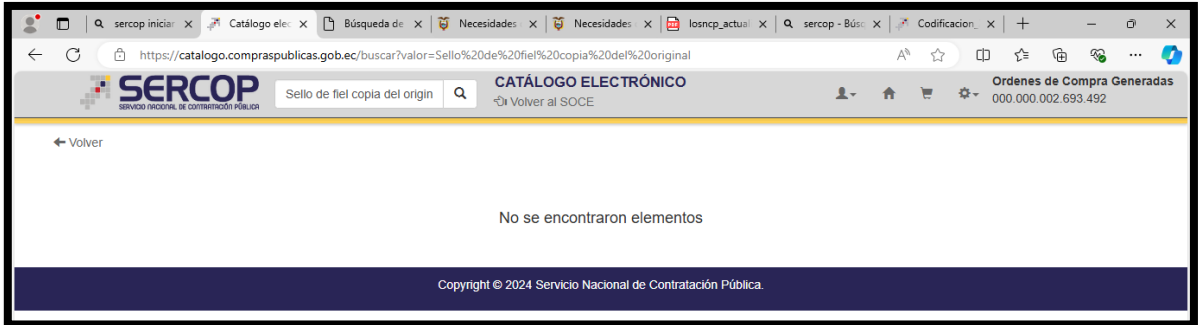 sercop iniciar
Catálogo elec
Búsqueda de
Necesidades
Necesidades
losncp_actual
sercop - Búsq
Codificacion_
https://catalogo.compraspublicas.gob.ec/buscar?valor=Sello%20de%20fiel%20copia%20del%20original
SERCOP
SERVICIO NACIONAL DE CONTRATACIÓN PÚBLICA
Sello de fiel copia del origin
CATÁLOGO ELECTRÓNICO
Volver al SOCE
Ordenes de Compra Generadas
000.000.002.693.492
Volver
No se encontraron elementos
Copyright © 2024 Servicio Nacional de Contratación Pública.